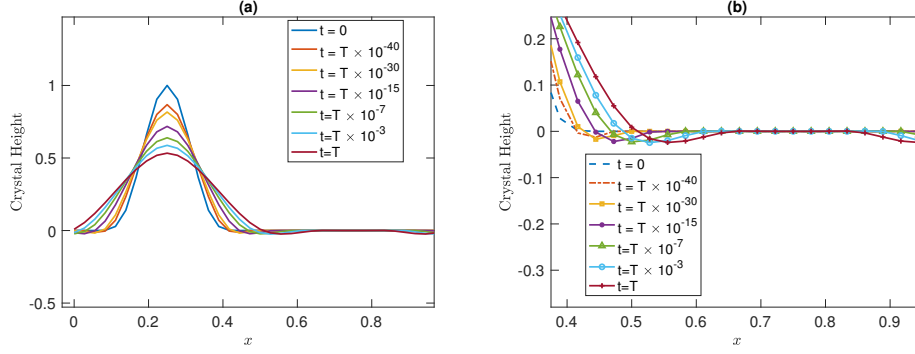 (a)
Crystal Height
1
0.5
0
-0.5
0
0.2
0.4
0.6
0.8
x
t = 0
t = T × 10^-40
t = T × 10^-30
t = T × 10^-15
t=T × 10^-7
t=T × 10^-3
t=T
(b)
Crystal Height
0.2
0.1
0
-0.1
-0.2
-0.3
0.4
0.5
0.6
0.7
0.8
0.9
x
t = 0
t = T × 10^-40
t = T × 10^-30
t = T × 10^-15
t=T × 10^-7
t=T × 10^-3
t=T